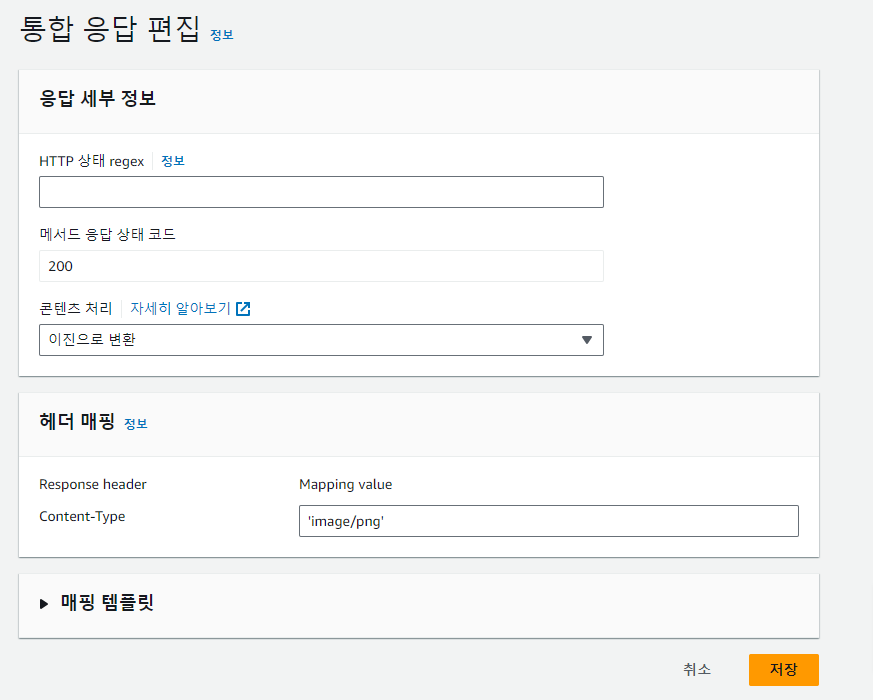 통합 응답 편집 정보
응답 세부 정보
HTTP 상태 regex 정보
메서드 응답 상태 코드
200
콘텐츠 처리 자세히 알아보기
이진으로 변환
헤더 매핑 정보
Response header Mapping value
Content-Type 'image/png'
매핑 템플릿
취소 저장